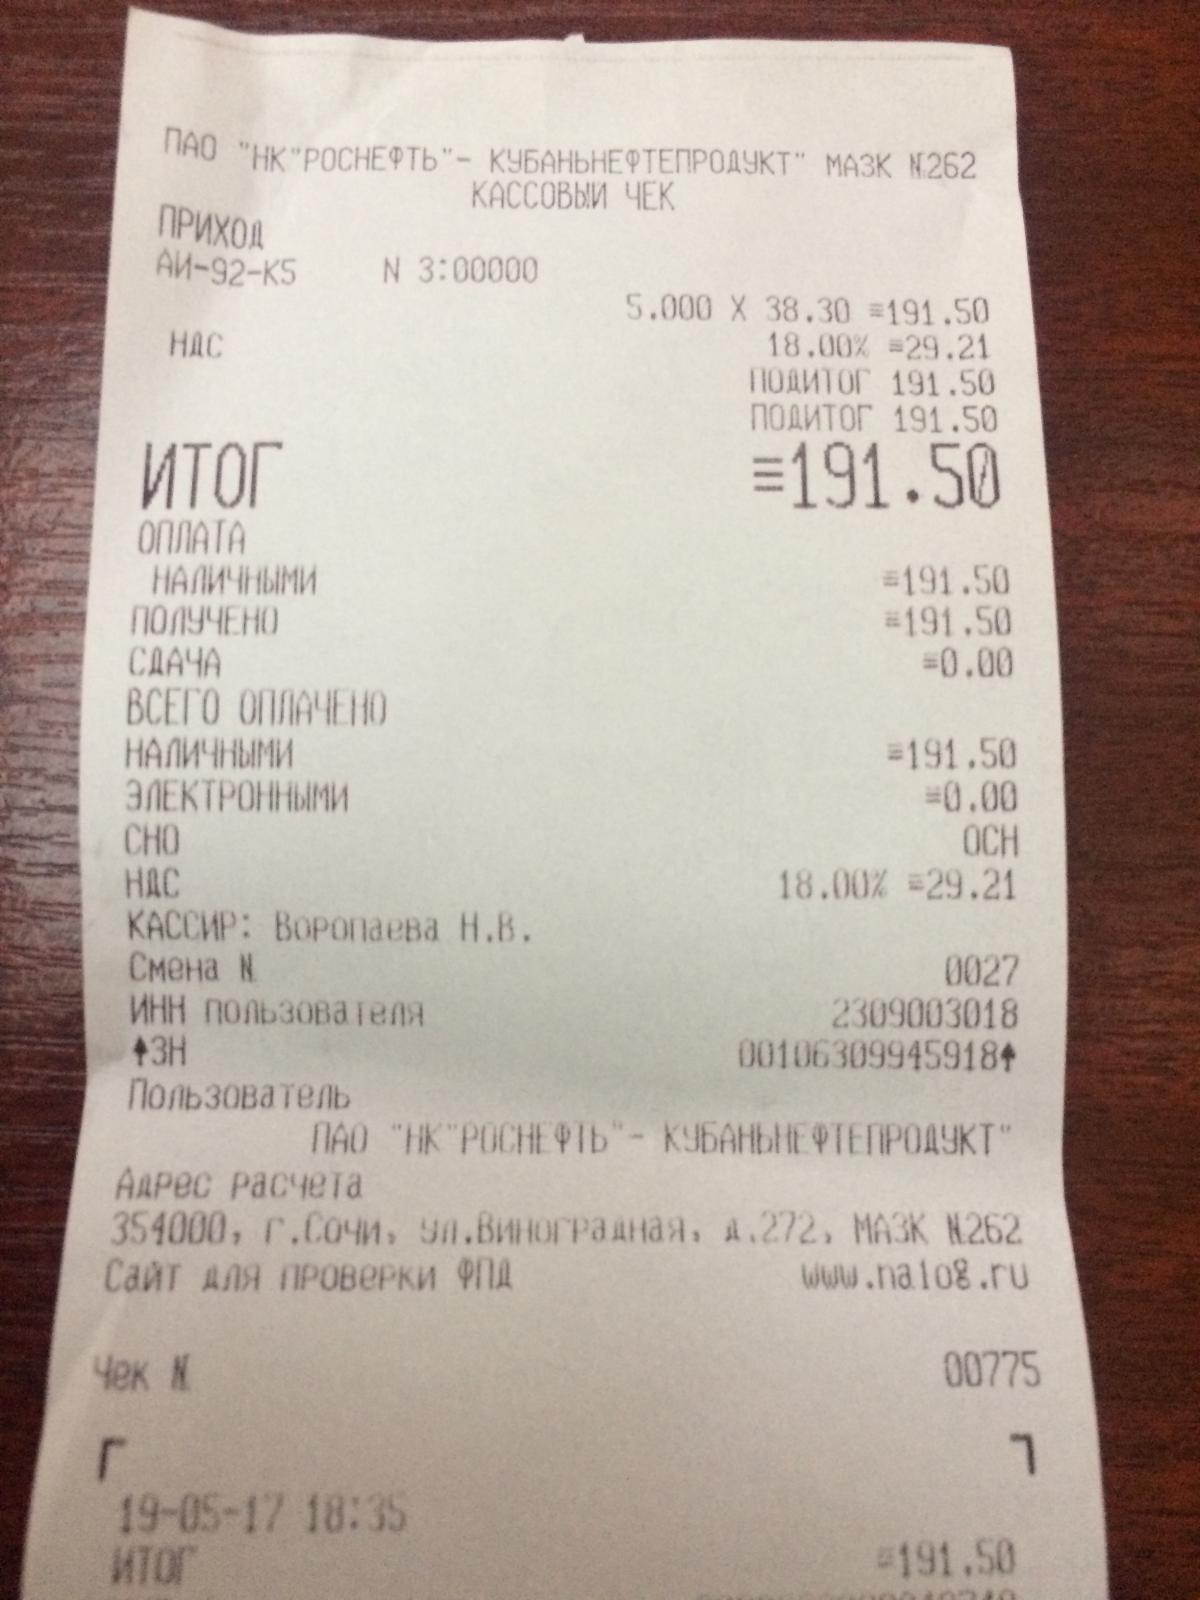 ПАО "НК"РОСНЕФТЬ"- КУБАНЬНЕФТЕПРОДУКТ" МАЗК №262
КАССОВЫЙ ЧЕК
ПРИХОД
АИ-92-К5 N 3:00000
5.000 X 38.30 ≡191.50
НДС 18.00% ≡29.21
ПОДИТОГ 191.50
ПОДИТОГ 191.50
ИТОГ ≡191.50
ОПЛАТА
НАЛИЧНЫМИ ≡191.50
ПОЛУЧЕНО ≡191.50
СДАЧА ≡0.00
ВСЕГО ОПЛАЧЕНО
НАЛИЧНЫМИ ≡191.50
ЭЛЕКТРОННЫМИ ≡0.00
СНО ОСН
НДС 18.00% ≡29.21
КАССИР: Воропаева Н.В.
Смена № 0027
ИНН пользователя 2309003018
↑ЗН 00106309945918↑
Пользователь
ПАО "НК"РОСНЕФТЬ"- КУБАНЬНЕФТЕПРОДУКТ"
Адрес расчета
354000, г.Сочи, ул.Виноградная, д.272, МАЗК №262
Сайт для проверки ФПД www.nalog.ru
Чек № 00775
19-05-17 18:35
ИТОГ ≡191.50